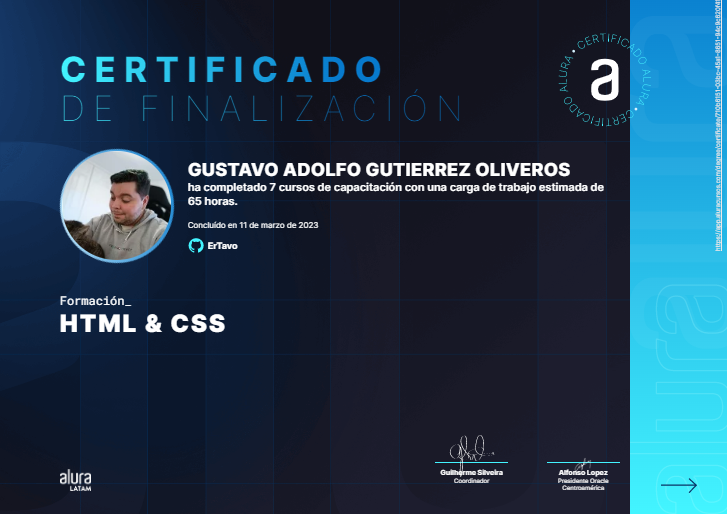 CERTIFICADO
DE FINALIZACIÓN
CERTIFICADO ALURA • CERTIFICADO ALURA •
a
GUSTAVO ADOLFO GUTIERREZ OLIVEROS
ha completado 7 cursos de capacitación con una carga de trabajo estimada de
65 horas.
Concluído en 11 de marzo de 2023
ErTavo
Formación_
HTML & CSS
alura
LATAM
Guilherme Silveira
Coordinador
Alfonso Lopez
Presidente Oracle
Centroamérica
alura